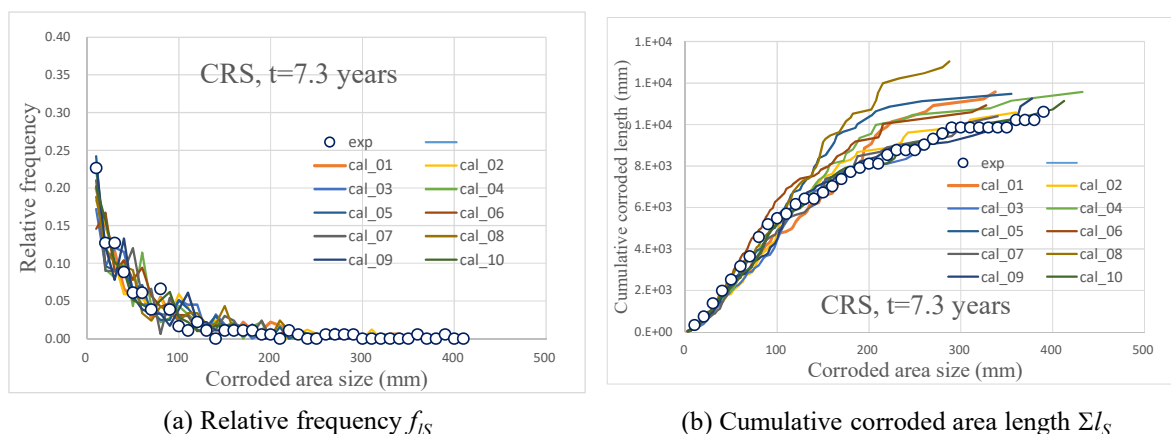 0.40
0.35
0.30
0.25
0.20
0.15
0.10
0.05
0.00
Relative frequency
CRS, t=7.3 years
exp
cal_01 cal_02
cal_03 cal_04
cal_05 cal_06
cal_07 cal_08
cal_09 cal_10
0 100 200 300 400 500
Corroded area size (mm)
(a) Relative frequency f_lS
1.E+04
1.E+04
1.E+04
8.E+03
6.E+03
4.E+03
2.E+03
0.E+00
Cumulative corroded length (mm)
exp
cal_01 cal_02
cal_03 cal_04
cal_05 cal_06
cal_07 cal_08
cal_09 cal_10
CRS, t=7.3 years
0 100 200 300 400 500
Corroded area size (mm)
(b) Cumulative corroded area length Σl_S